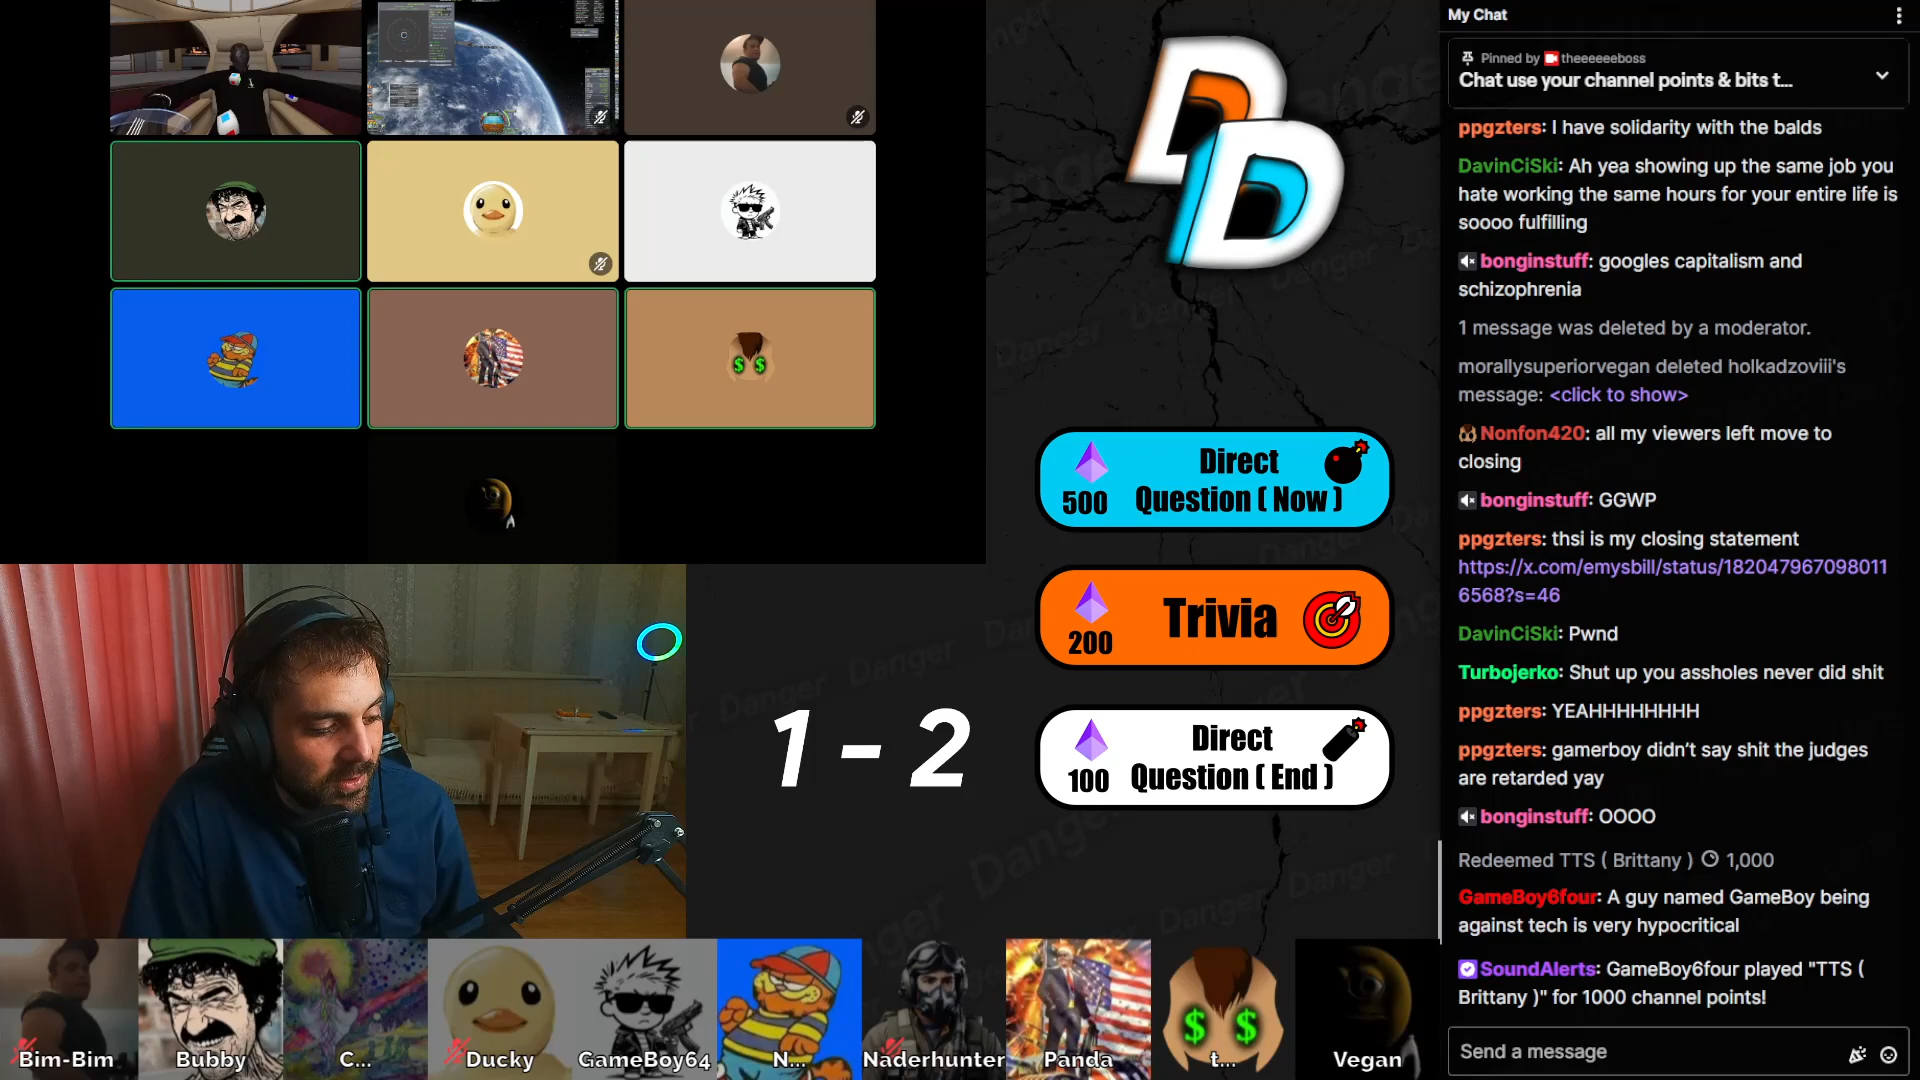 My Chat
Pinned by theeeeeboss
Chat use your channel points & bits t...
ppgzters: I have solidarity with the balds
DavinCiSki: Ah yea showing up the same job you
hate working the same hours for your entire life is
soooo fulfilling
bonginstuff: googles capitalism and
schizophrenia
1 message was deleted by a moderator.
morallysuperiorvegan deleted holkadzoviii's
message: <click to show>
Nonfon420: all my viewers left move to
closing
bonginstuff: GGWP
ppgzters: thsi is my closing statement
https://x.com/emysbill/status/182047967098011
6568?s=46
DavinCiSki: Pwnd
Turbojerko: Shut up you assholes never did shit
ppgzters: YEAHHHHHHHH
ppgzters: gamerboy didn't say shit the judges
are retarded yay
bonginstuff: OOOO
Redeemed TTS ( Brittany ) 1,000
GameBoy6four: A guy named GameBoy being
against tech is very hypocritical
SoundAlerts: GameBoy6four played "TTS (
Brittany )" for 1000 channel points!
Send a message
DD
500
Direct
Question ( Now )
200
Trivia
100
Direct
Question ( End )
1 - 2
Danger
Danger
Danger
Danger
Danger
Danger
Bim-Bim
Bubby
C...
Ducky
GameBoy64
N...
Naderhunter
Panda
t...
Vegan